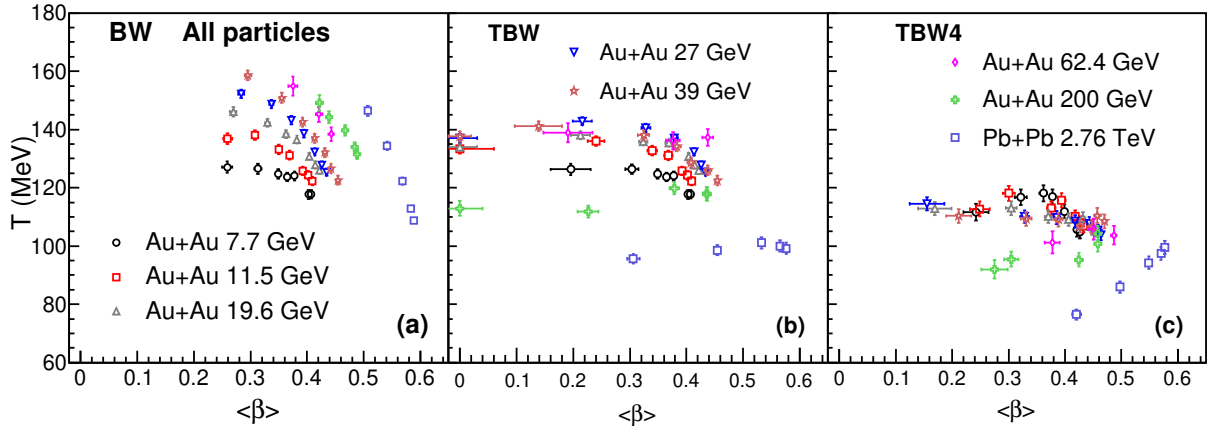 BW All particles
TBW
TBW4
T (MeV)
180
160
140
120
100
80
60
Au+Au 7.7 GeV
Au+Au 11.5 GeV
Au+Au 19.6 GeV
(a)
Au+Au 27 GeV
Au+Au 39 GeV
(b)
Au+Au 62.4 GeV
Au+Au 200 GeV
Pb+Pb 2.76 TeV
(c)
0 0.1 0.2 0.3 0.4 0.5 0.6
0 0.1 0.2 0.3 0.4 0.5 0.6
0 0.1 0.2 0.3 0.4 0.5 0.6
<β>
<β>
<β>